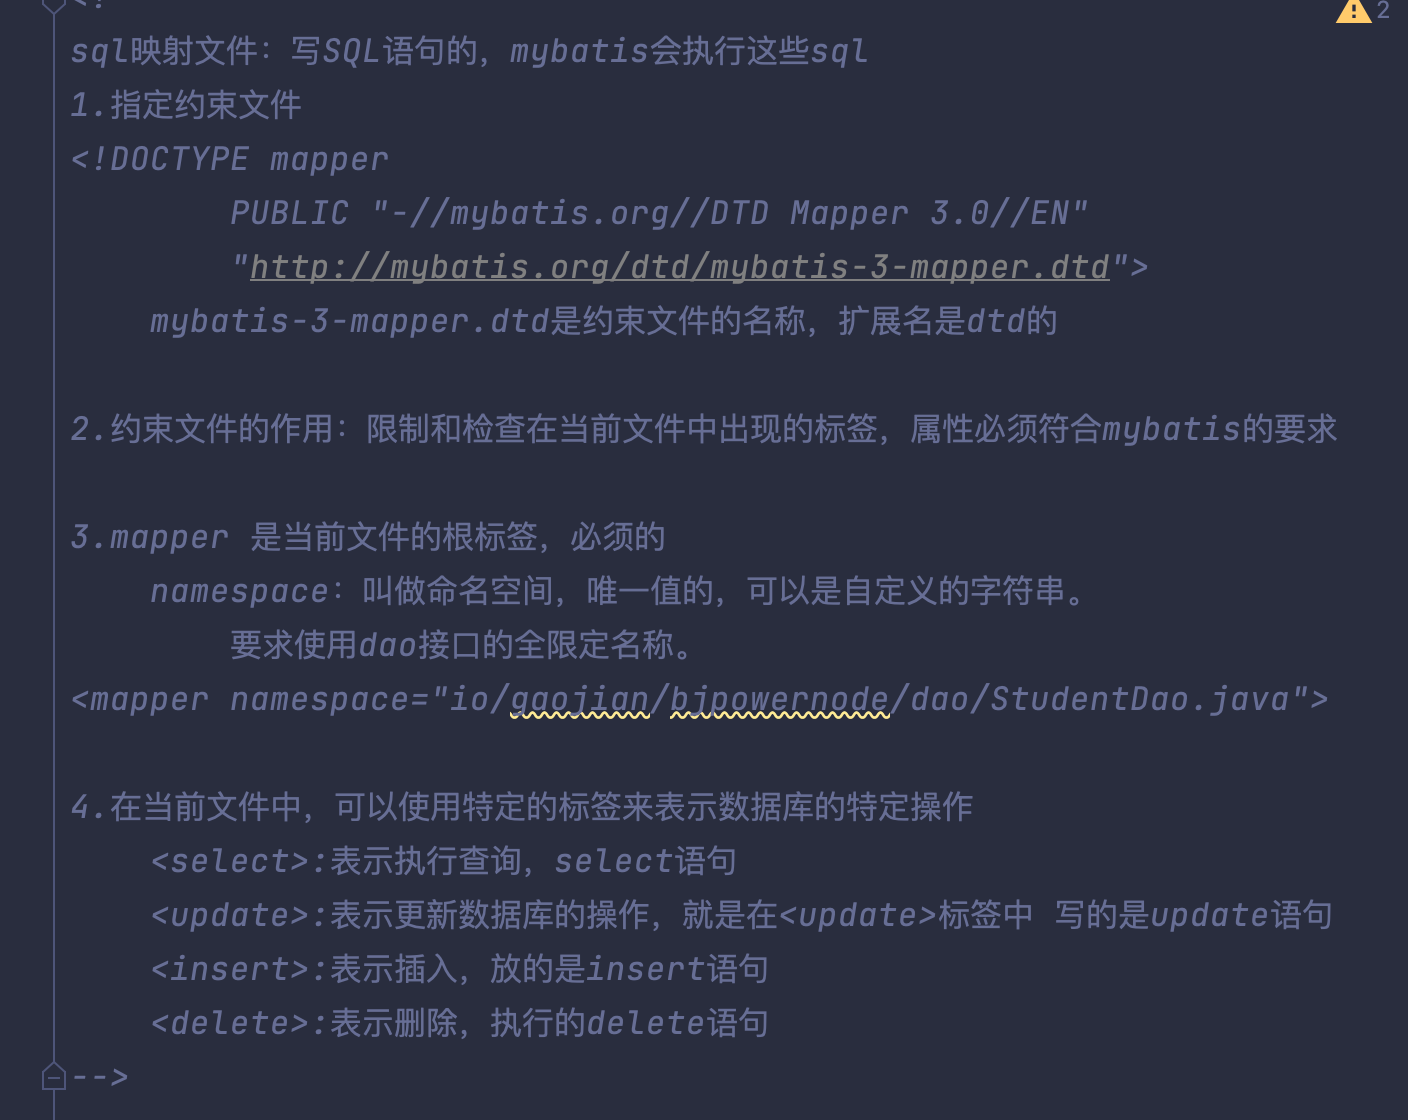 2
sql映射文件：写SQL语句的，mybatis会执行这些sql
1.指定约束文件
<!DOCTYPE mapper
PUBLIC "-//mybatis.org//DTD Mapper 3.0//EN"
"http://mybatis.org/dtd/mybatis-3-mapper.dtd">
mybatis-3-mapper.dtd是约束文件的名称，扩展名是dtd的
2.约束文件的作用：限制和检查在当前文件中出现的标签，属性必须符合mybatis的要求
3.mapper 是当前文件的根标签，必须的
namespace：叫做命名空间，唯一值的，可以是自定义的字符串。
要求使用dao接口的全限定名称。
<mapper namespace="io/gaojian/bjpowernode/dao/StudentDao.java">
4.在当前文件中，可以使用特定的标签来表示数据库的特定操作
<select>:表示执行查询，select语句
<update>:表示更新数据库的操作，就是在<update>标签中 写的是update语句
<insert>:表示插入，放的是insert语句
<delete>:表示删除，执行的delete语句
-->